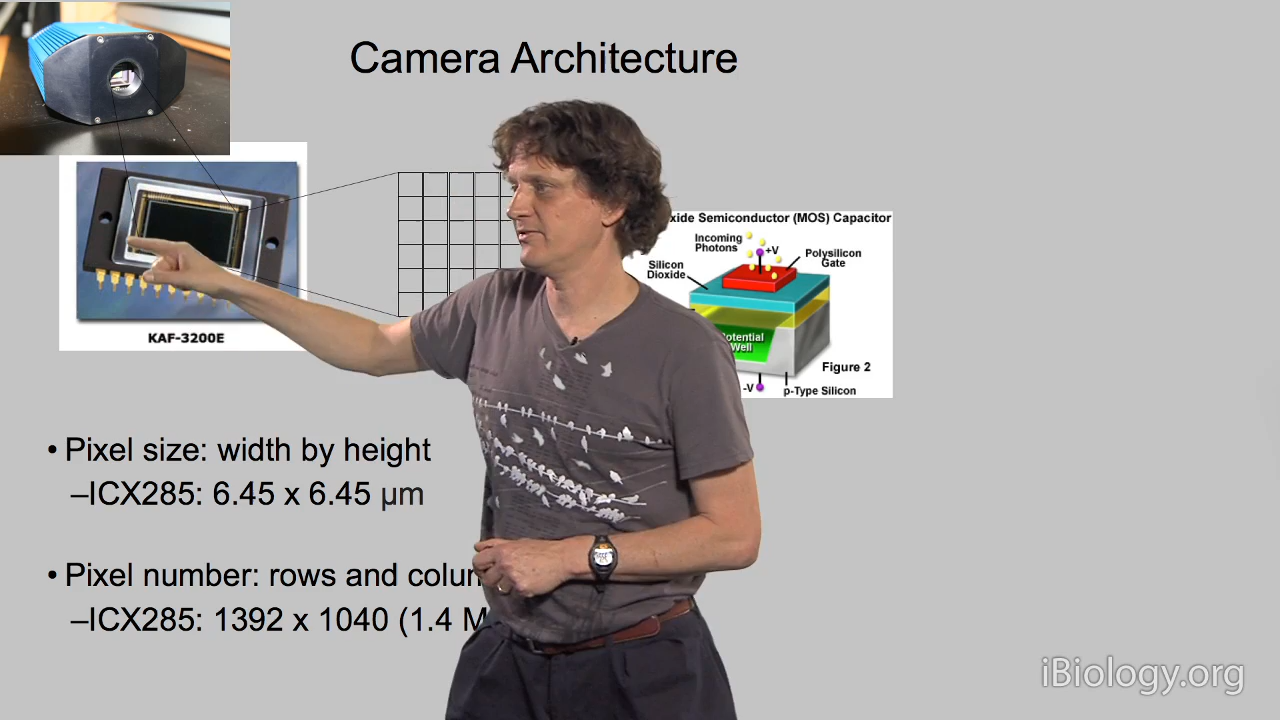 Camera Architecture
KAF-3200E
xide Semiconductor (MOS) Capacitor
Incoming
Photons
+V
Polysilicon
Gate
Silicon
Dioxide
Potential
Well
Figure 2
-V
p-Type Silicon
• Pixel size: width by height
–ICX285: 6.45 x 6.45 µm
• Pixel number: rows and colu
–ICX285: 1392 x 1040 (1.4 M
iBiology.org